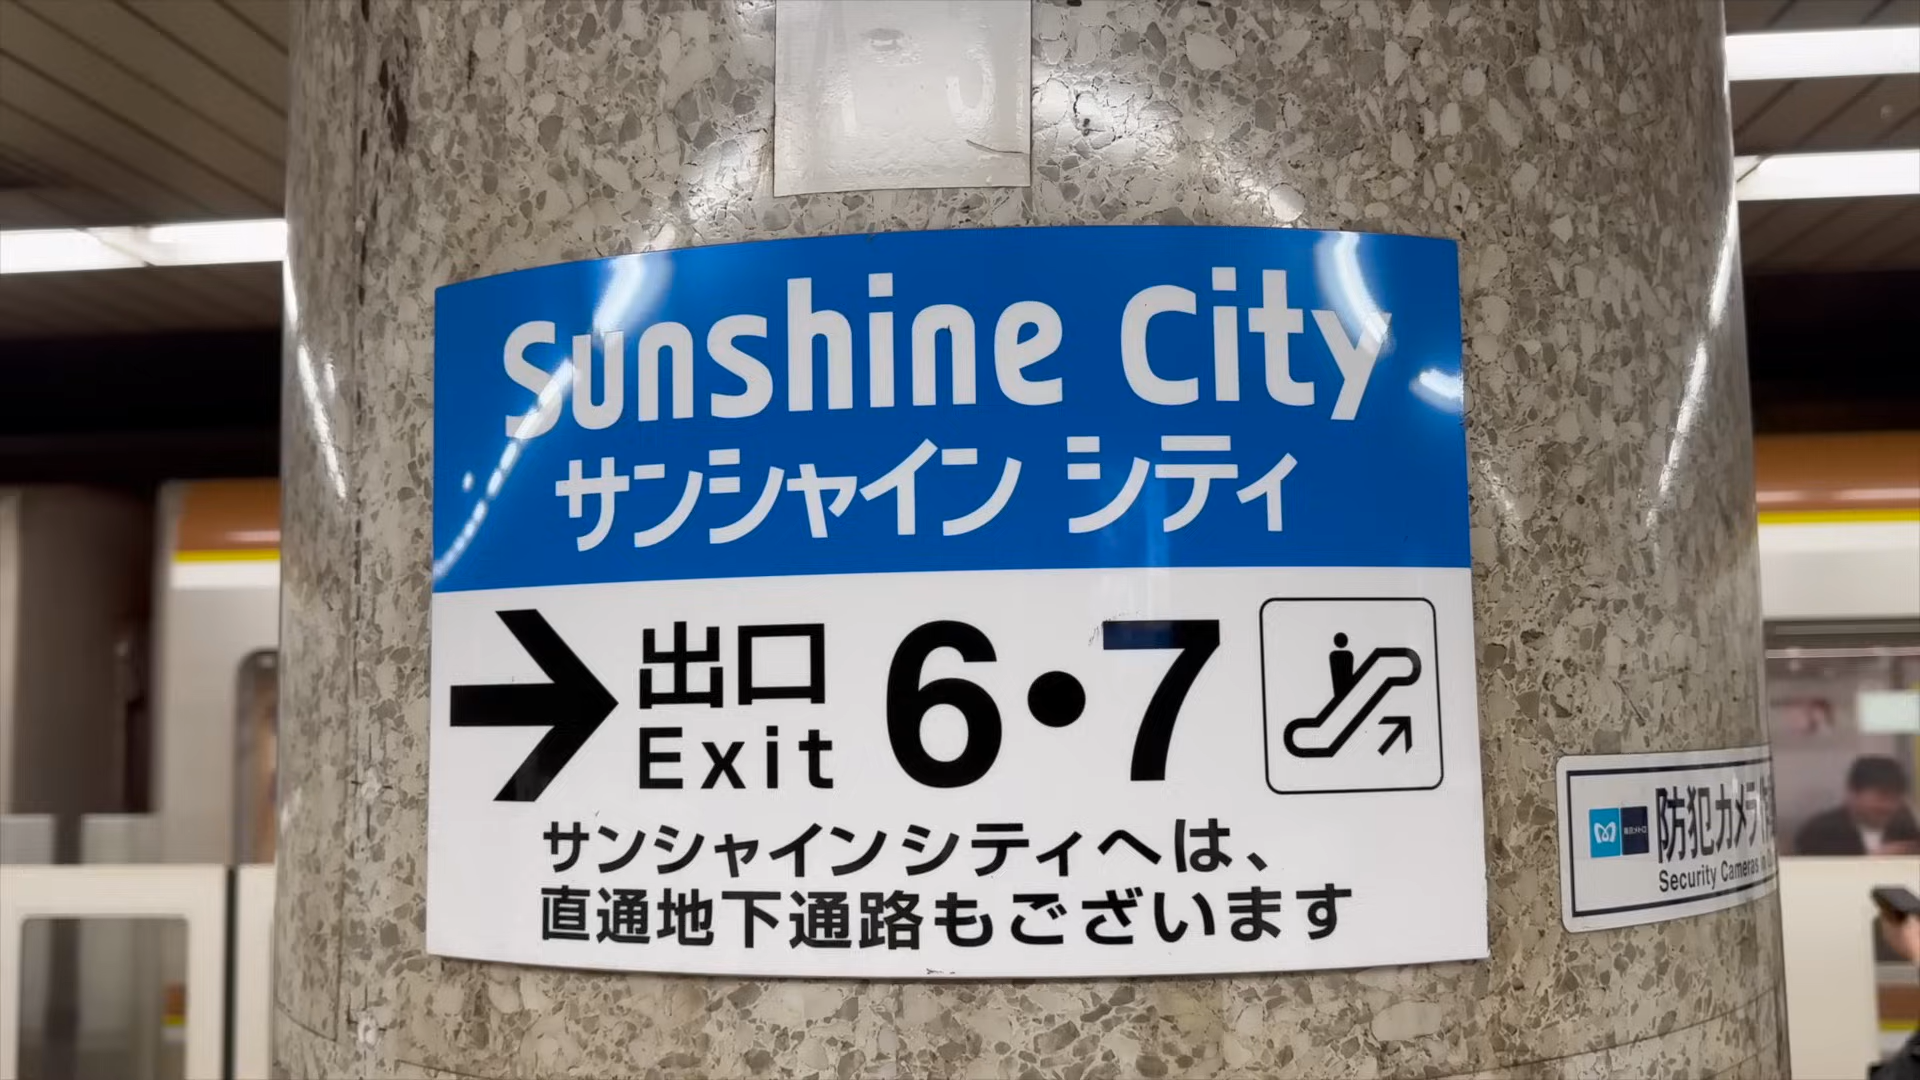 Sunshine City
サンシャイン シティ
出口 6・7
Exit
サンシャインシティへは、
直通地下通路もございます
防犯カメラ
Security Cameras